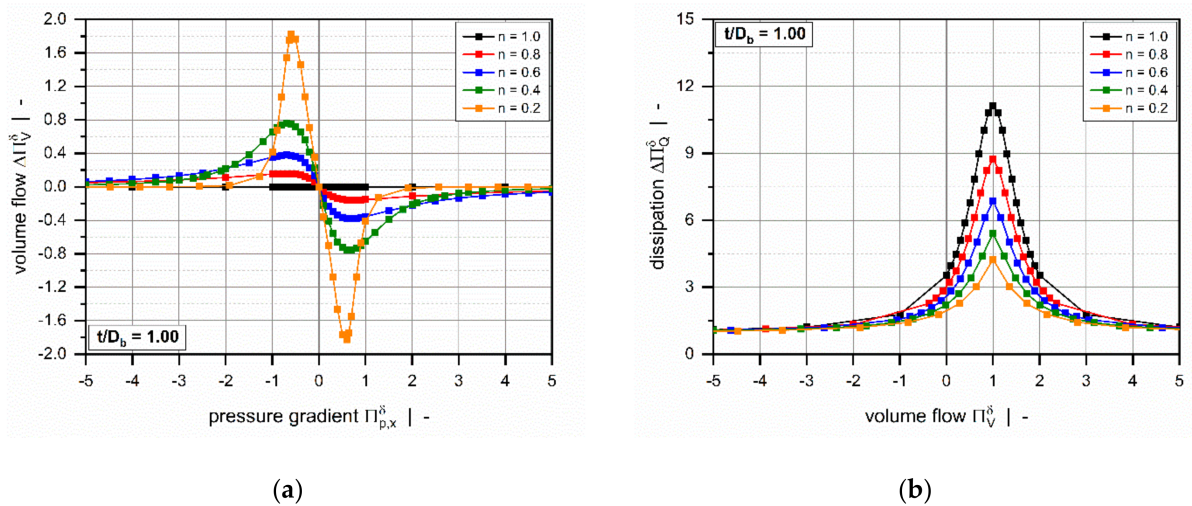 2.0
1.6
1.2
0.8
0.4
0.0
-0.4
-0.8
-1.2
-1.6
-2.0
volume flow ΔΠ^δ_V | -
n = 1.0
n = 0.8
n = 0.6
n = 0.4
n = 0.2
t/D_b = 1.00
-5 -4 -3 -2 -1 0 1 2 3 4 5
pressure gradient Π^δ_p,x | -
(a)
15
12
9
6
3
0
dissipation ΔΠ^δ_Q | -
t/D_b = 1.00
n = 1.0
n = 0.8
n = 0.6
n = 0.4
n = 0.2
-5 -4 -3 -2 -1 0 1 2 3 4 5
volume flow Π^δ_V | -
(b)